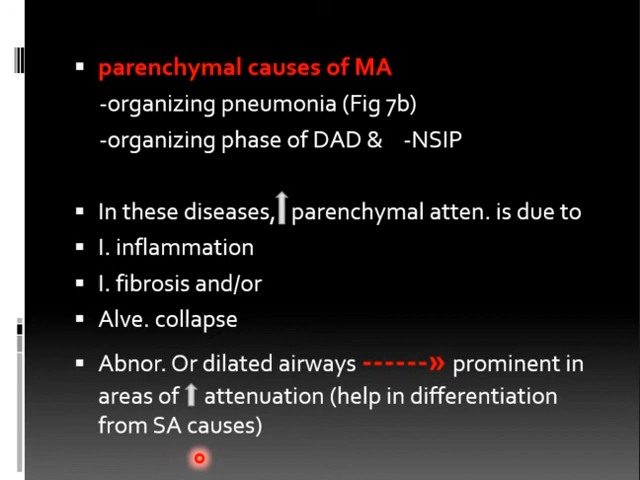 parenchymal causes of MA
-organizing pneumonia (Fig 7b)
-organizing phase of DAD & -NSIP
In these diseases, parenchymal atten. is due to
I. inflammation
I. fibrosis and/or
Alve. collapse
Abnor. Or dilated airways ------» prominent in
areas of attenuation (help in differentiation
from SA causes)